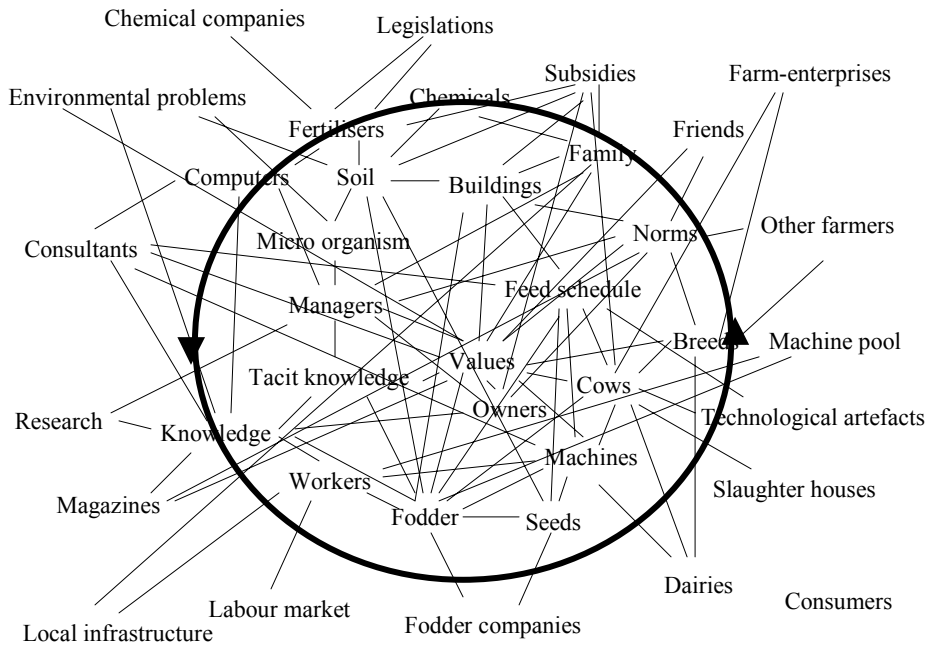 Chemical companies
Legislations
Subsidies
Farm-enterprises
Environmental problems
Chemicals
Fertilisers
Friends
Family
Computers
Soil
Buildings
Other farmers
Norms
Consultants
Micro organism
Feed schedule
Managers
Breeds
Machine pool
Values
Tacit knowledge
Cows
Owners
Technological artefacts
Research
Knowledge
Machines
Workers
Slaughter houses
Magazines
Fodder
Seeds
Dairies
Consumers
Labour market
Fodder companies
Local infrastructure